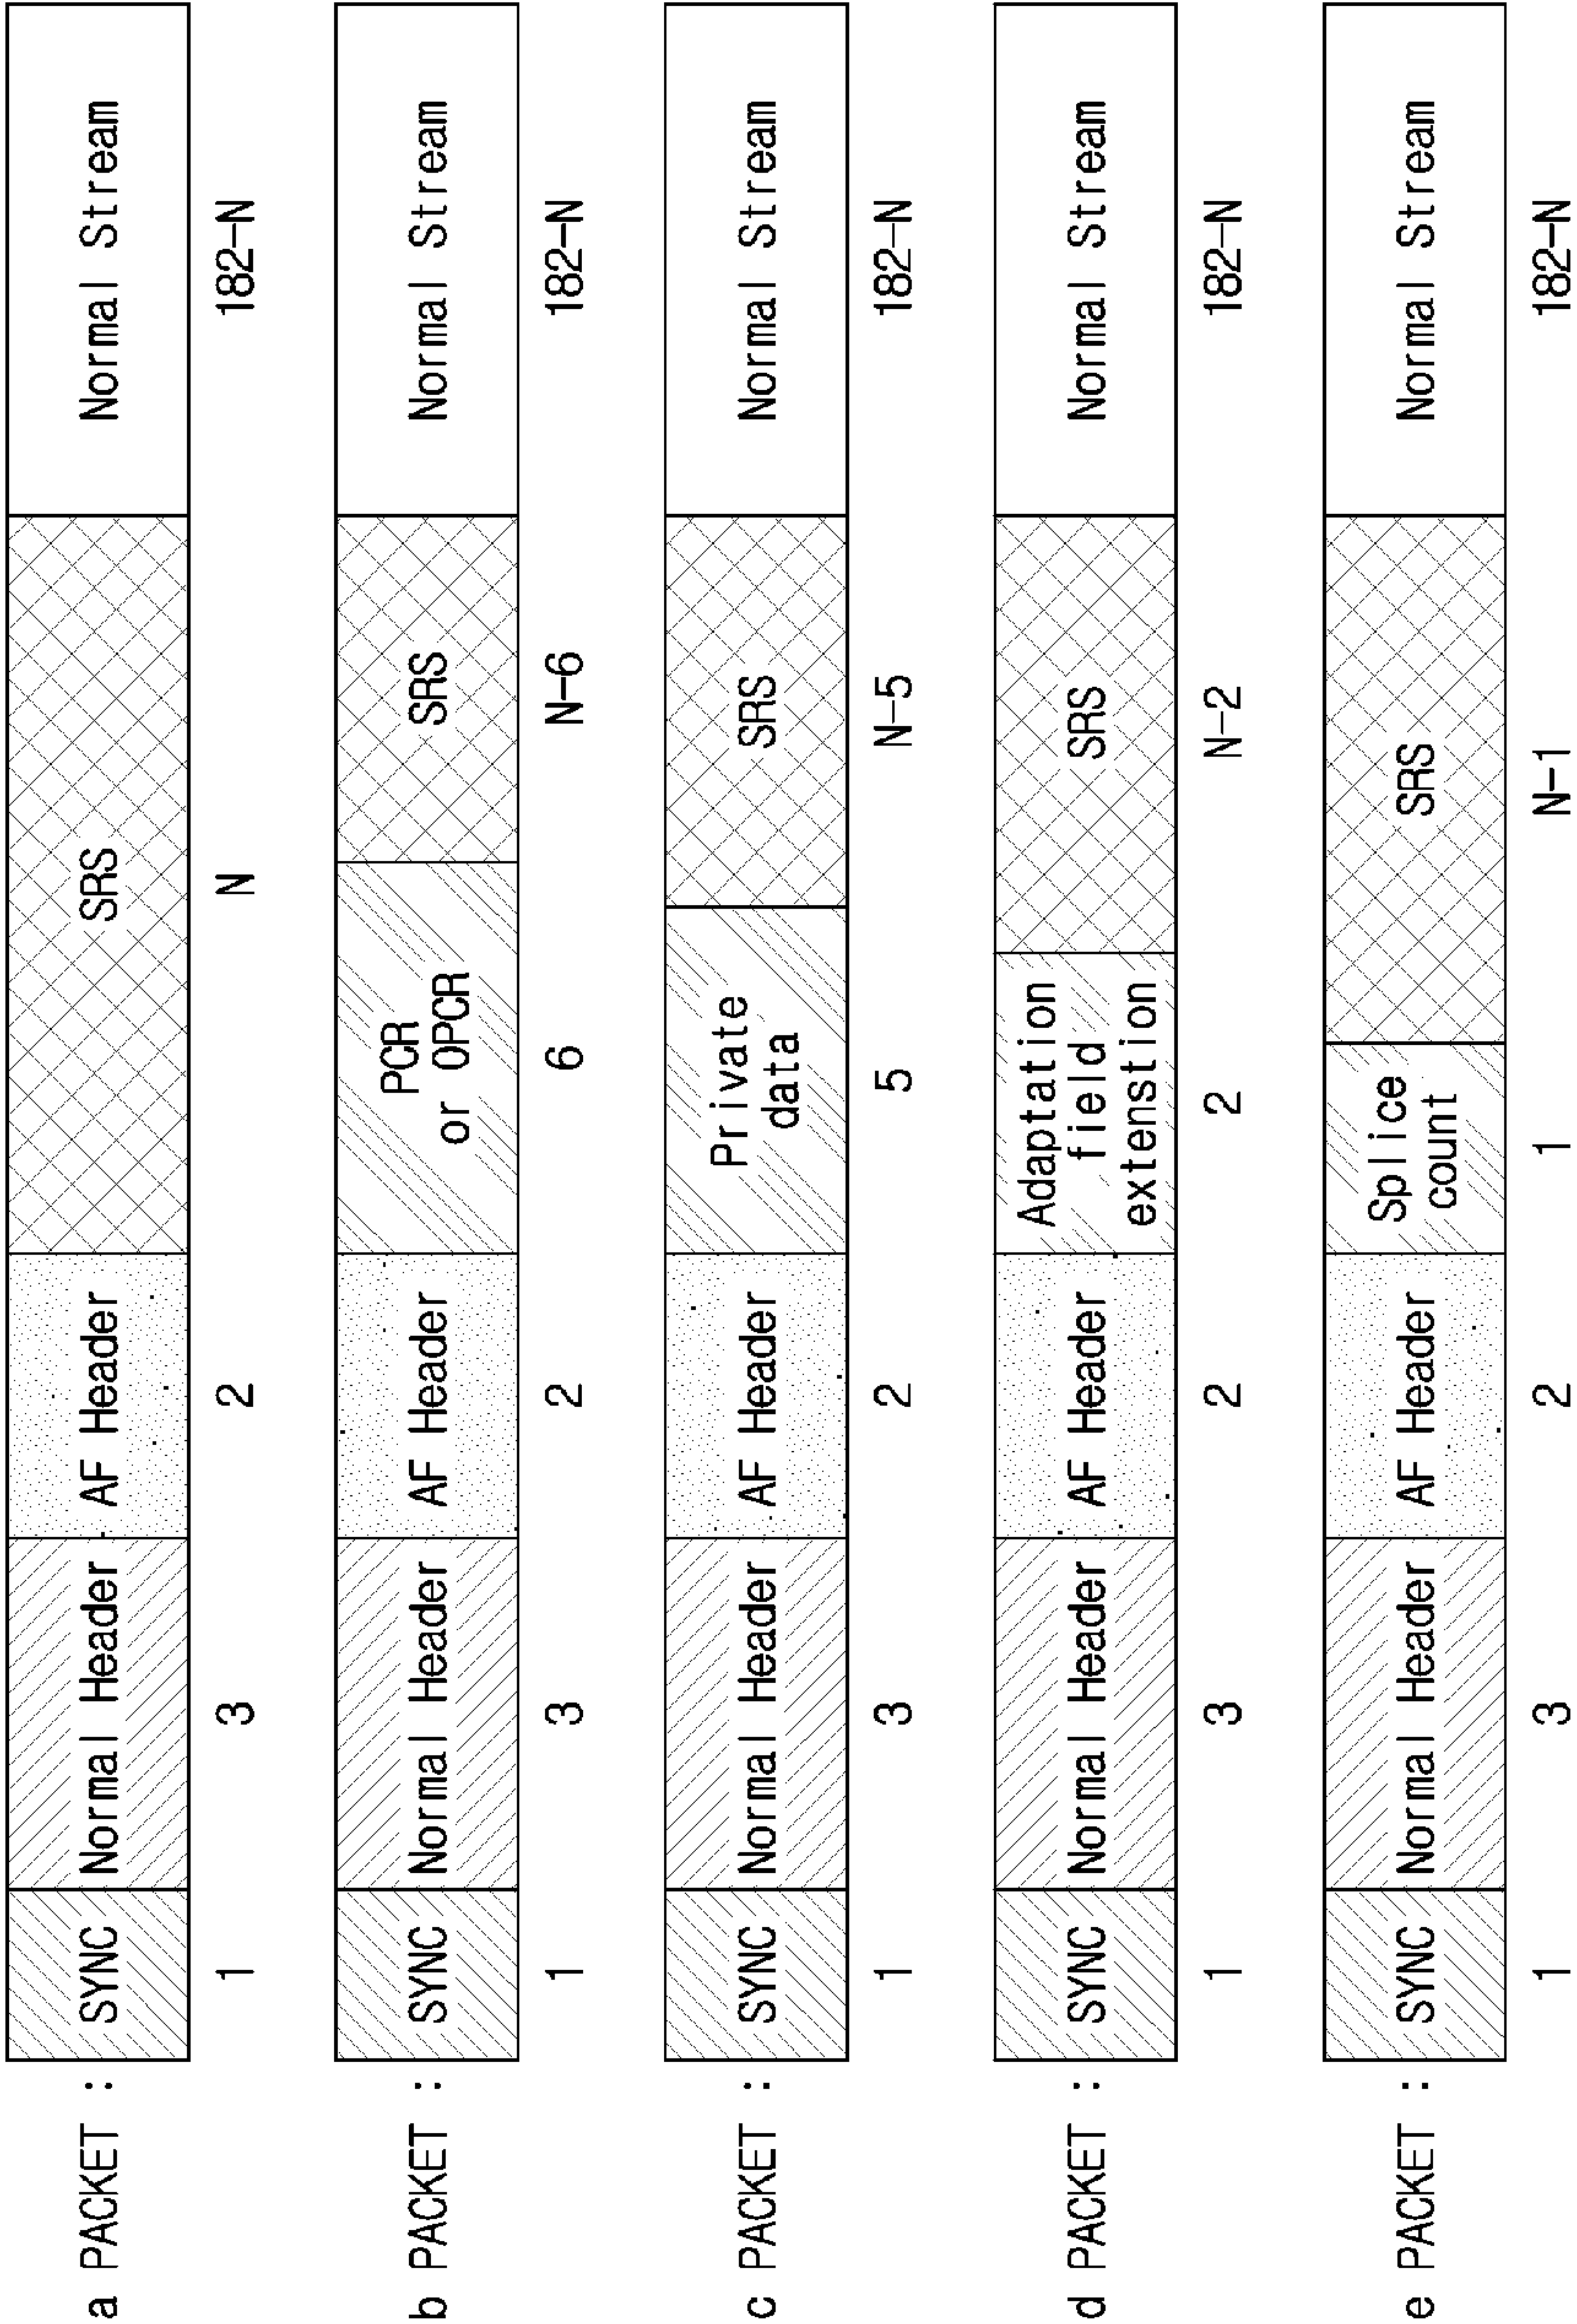 a PACKET :
SYNC
Normal Header
AF Header
SRS
Normal Stream
1
3
2
N
182-N
b PACKET :
SYNC
Normal Header
AF Header
PCR
or OPCR
SRS
Normal Stream
1
3
2
6
N-6
182-N
c PACKET :
SYNC
Normal Header
AF Header
Private
data
SRS
Normal Stream
1
3
2
5
N-5
182-N
d PACKET :
SYNC
Normal Header
AF Header
Adaptation
field
extenstion
SRS
Normal Stream
1
3
2
2
N-2
182-N
e PACKET :
SYNC
Normal Header
AF Header
Splice
count
SRS
Normal Stream
1
3
2
1
N-1
182-N